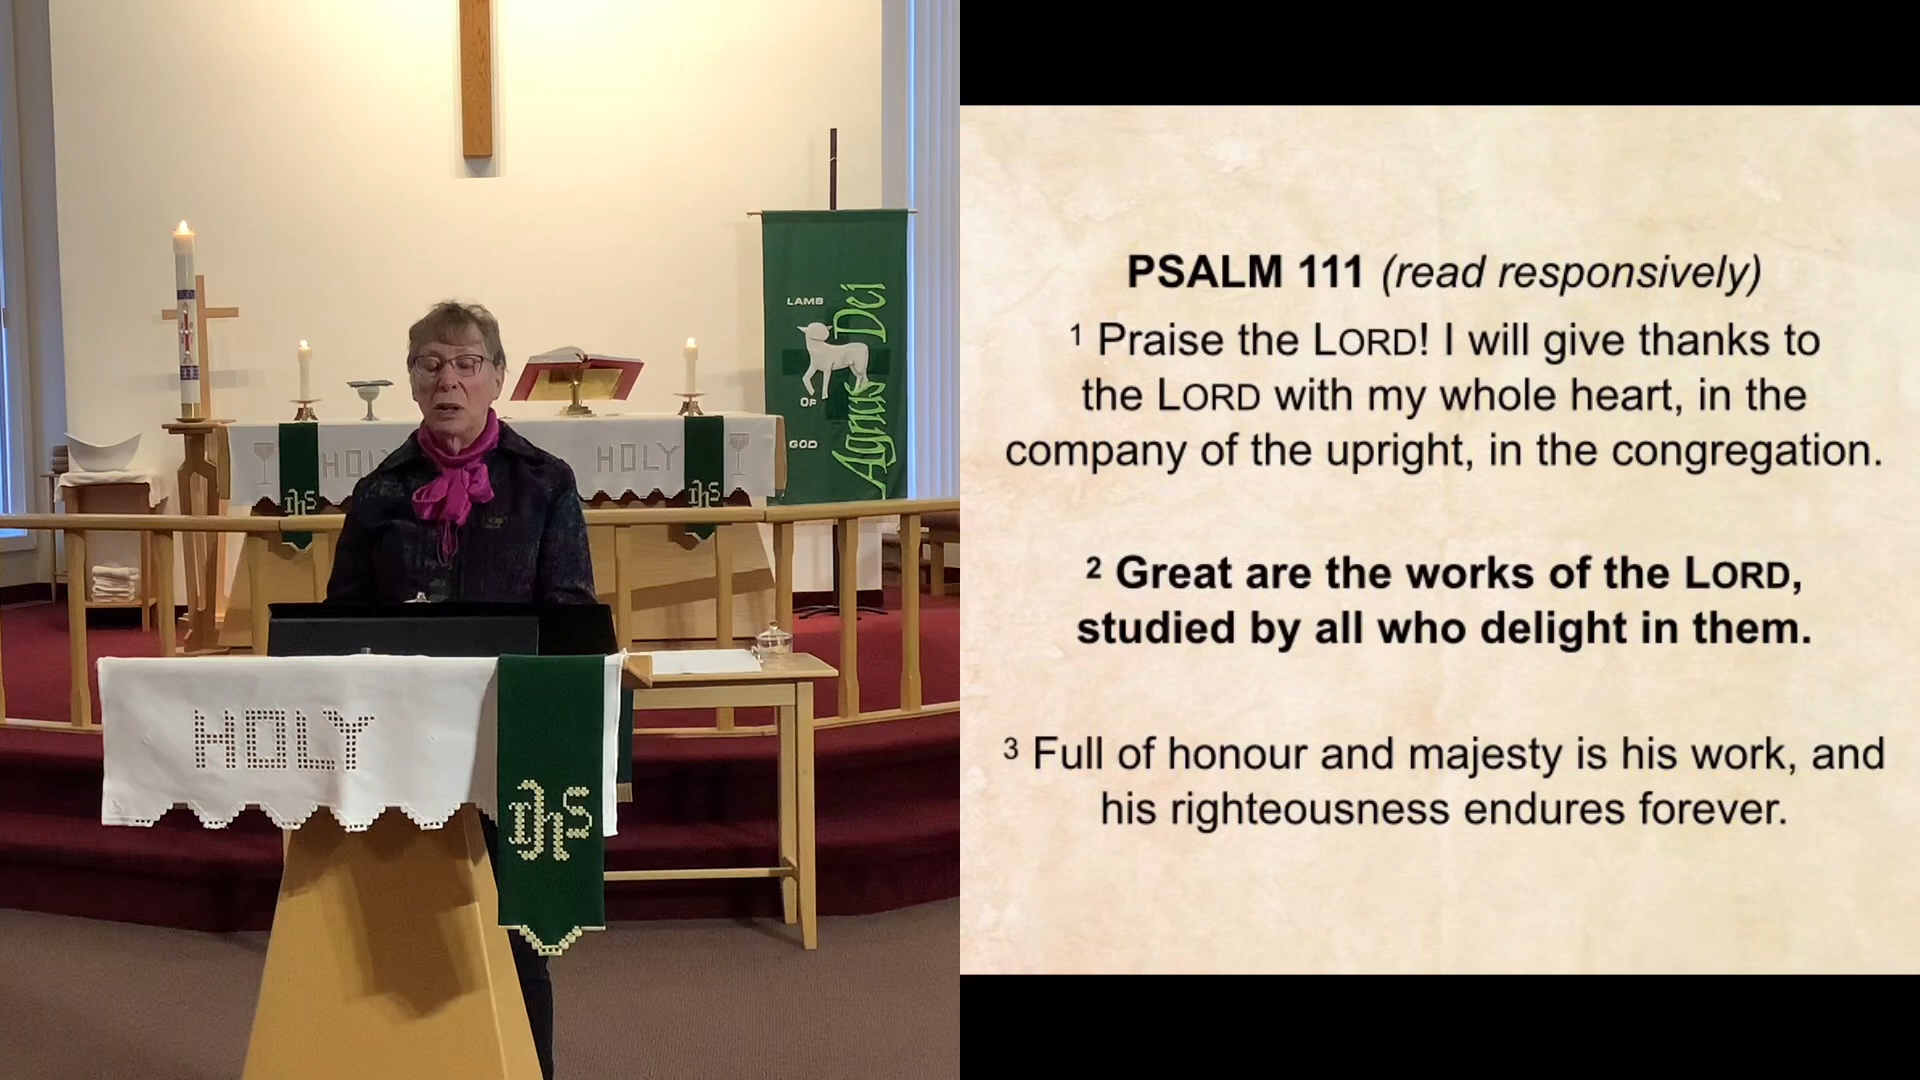 LAMB
OF
GOD
Agnus Dei
HOLY
HOLY
IHS
IHS
HOLY
IHS
PSALM 111 (read responsively)
1 Praise the LORD! I will give thanks to
the LORD with my whole heart, in the
company of the upright, in the congregation.
2 Great are the works of the LORD,
studied by all who delight in them.
3 Full of honour and majesty is his work, and
his righteousness endures forever.